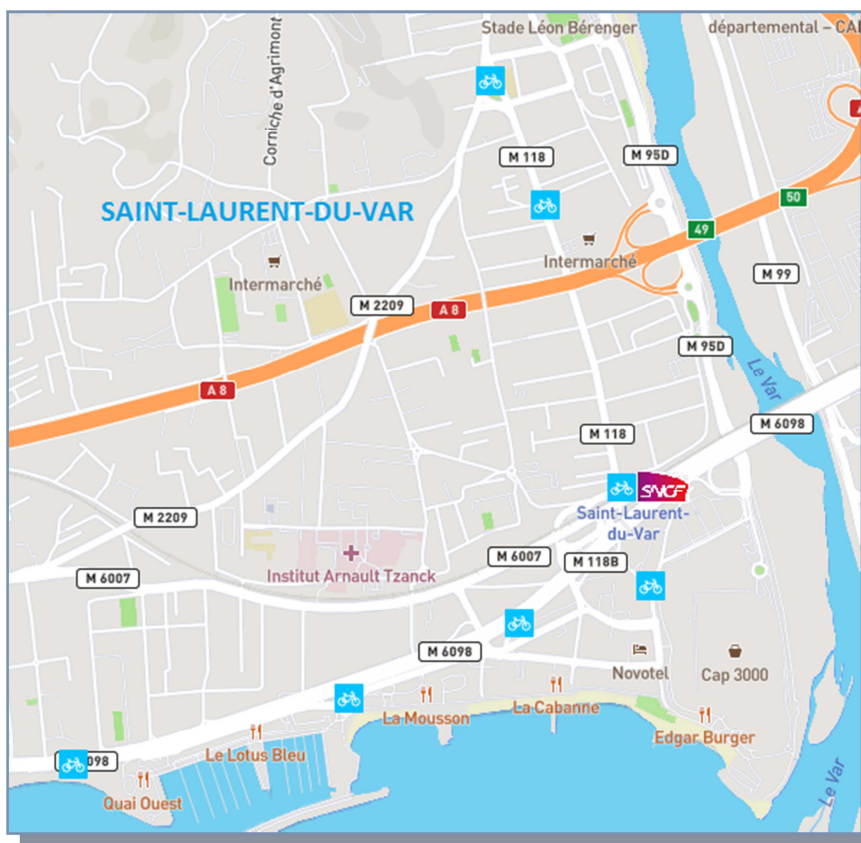 Stade Léon Bérenger
département – CA
Corniche d'Agrimont
M 118
M 95D
SAINT-LAURENT-DU-VAR
50
49
Intermarché
Intermarché
M 99
M 2209
A 8
M 95D
Le Var
A 8
M 6098
M 118
SNCF
Saint-Laurent-
du-Var
M 2209
M 6007
M 118B
Institut Arnault Tzanck
M 6007
M 6098
Novotel
Cap 3000
La Cabanne
La Mousson
Edgar Burger
Le Lotus Bleu
098
Quai Ouest
Le Var